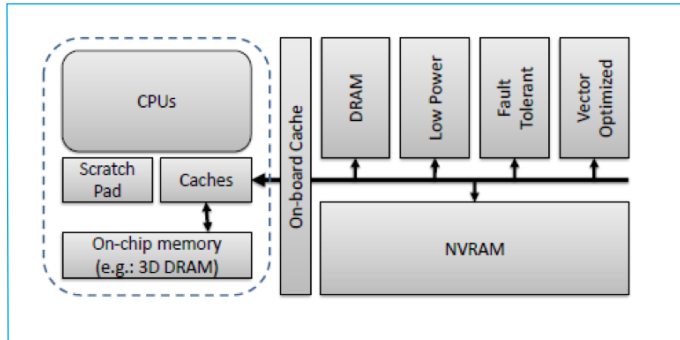 CPUs
Scratch
Pad
Caches
On-chip memory
(e.g.: 3D DRAM)
On-board Cache
DRAM
Low Power
Fault
Tolerant
Vector
Optimized
NVRAM